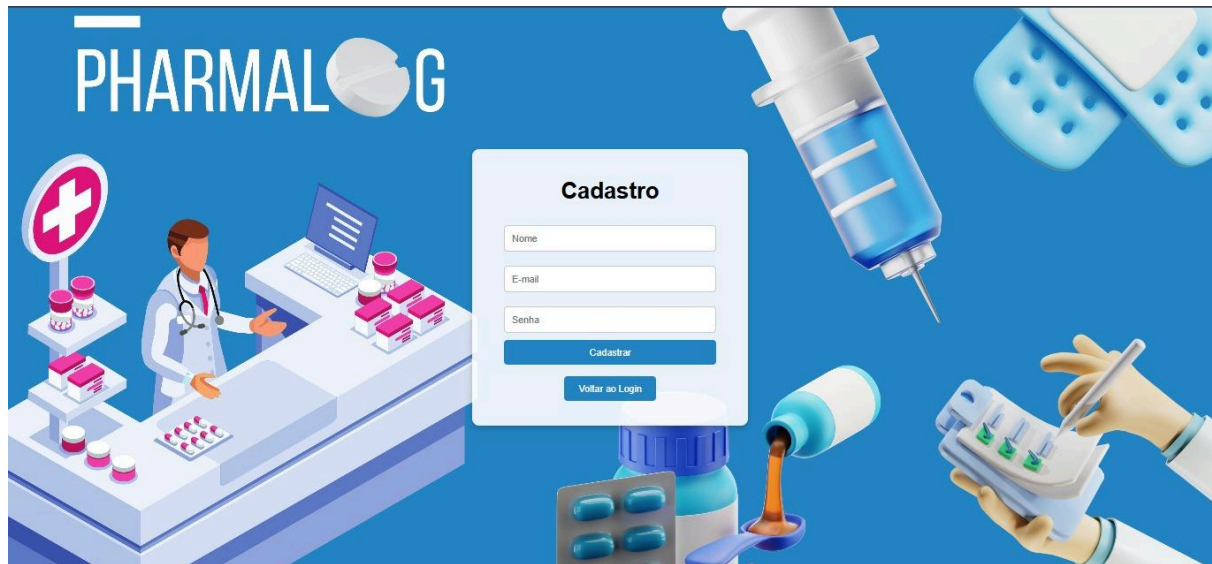 PHARMALOG
Cadastro
Nome
E-mail
Senha
Cadastrar
Voltar ao Login